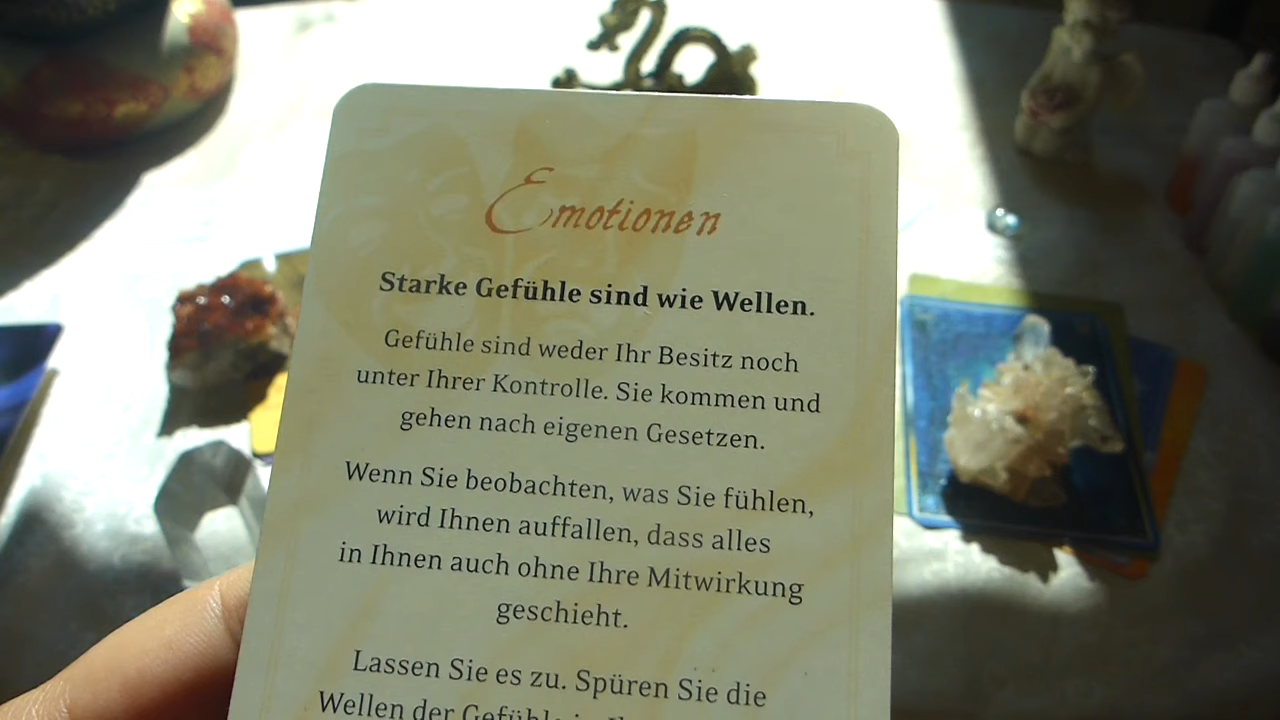 Emotionen
Starke Gefühle sind wie Wellen.
Gefühle sind weder Ihr Besitz noch
unter Ihrer Kontrolle. Sie kommen und
gehen nach eigenen Gesetzen.
Wenn Sie beobachten, was Sie fühlen,
wird Ihnen auffallen, dass alles
in Ihnen auch ohne Ihre Mitwirkung
geschieht.
Lassen Sie es zu. Spüren Sie die
Wellen der Gefühle